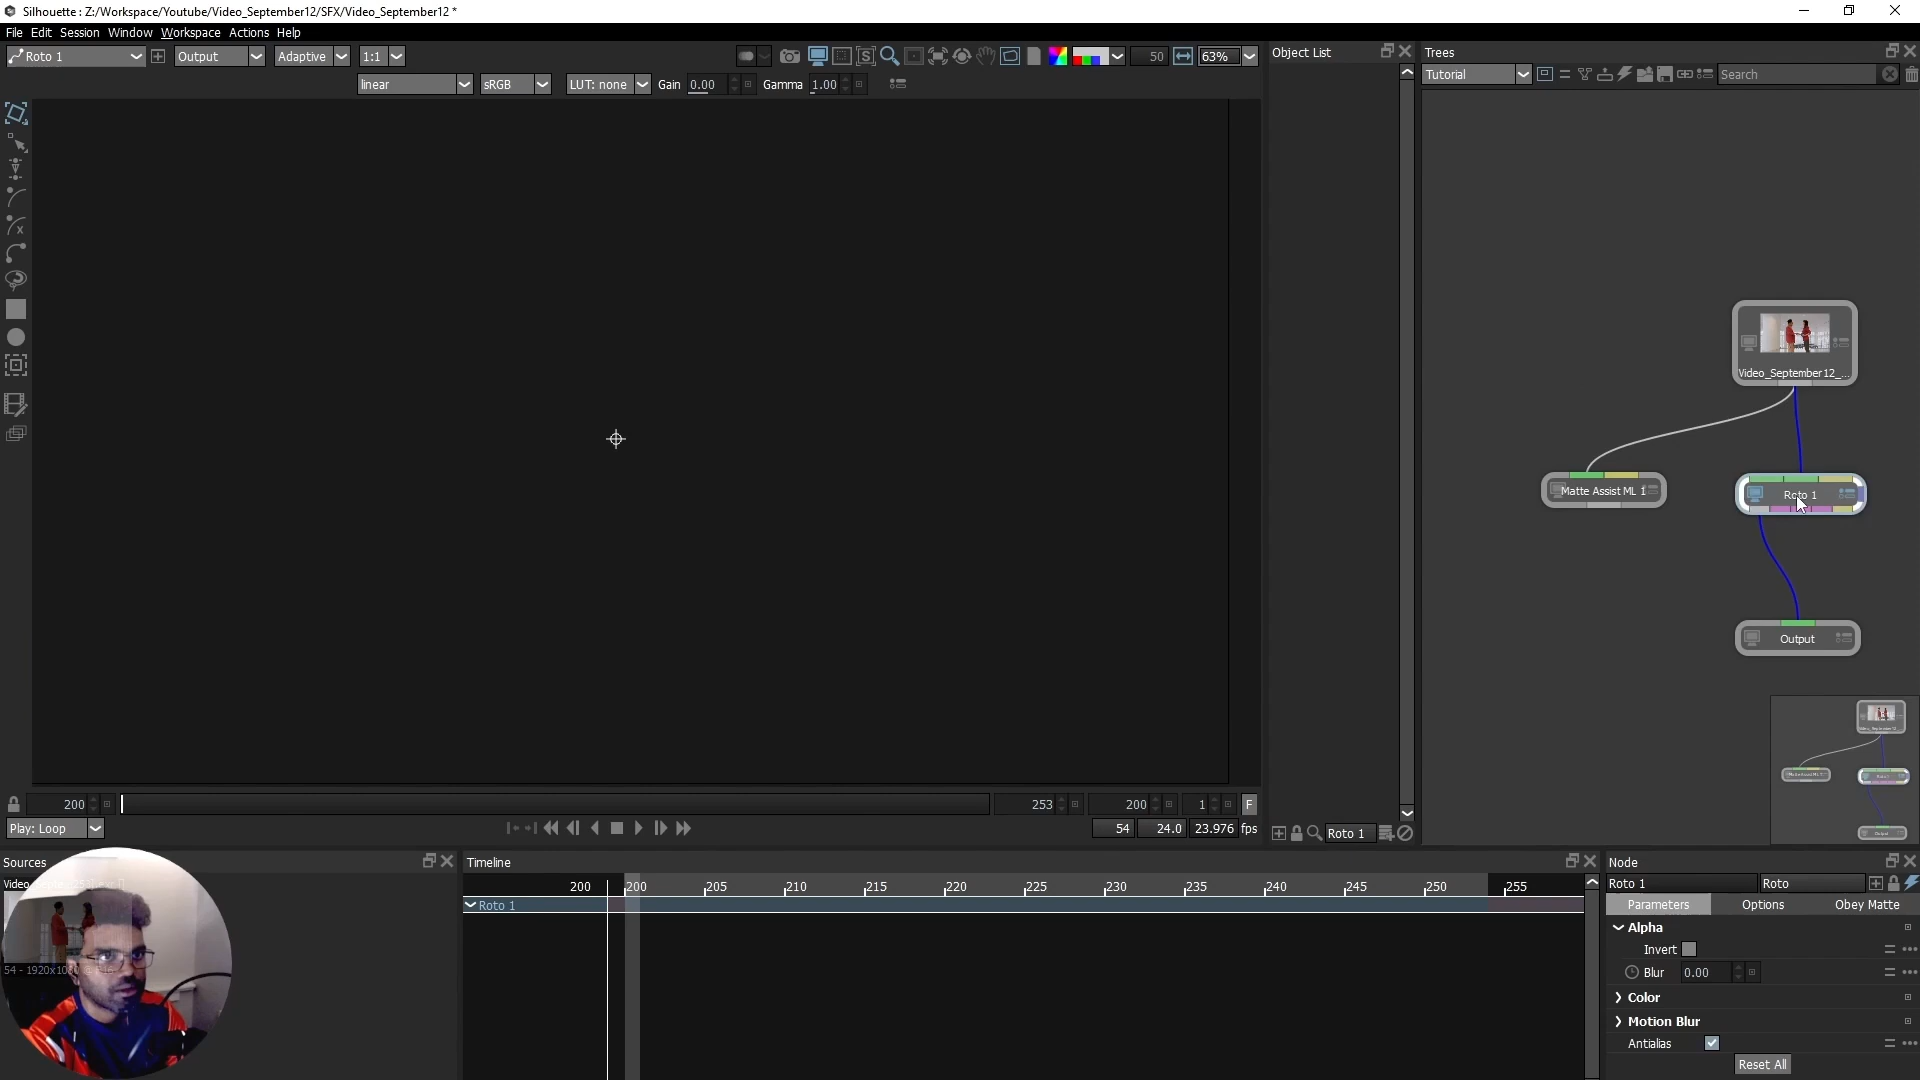 Silhouette : Z:/Workspace/Youtube/Video_September12/SFX/Video_September12 *
File Edit Session Window Workspace Actions Help
Roto 1 Output Adaptive 1:1 50 63%
linear sRGB LUT: none Gain 0.00 Gamma 1.00
Object List
Trees
Tutorial Search
Video_September12_...
Matte Assist ML 1
Roto 1
Output
200 253 200 1 F
Play: Loop 54 24.0 23.976 fps
Roto 1
Sources
Timeline
200 200 205 210 215 220 225 230 235 240 245 250 255
Roto 1
Node
Roto 1 Roto
Parameters Options Obey Matte
Alpha
Invert
Blur 0.00
Color
Motion Blur
Antialias
Reset All